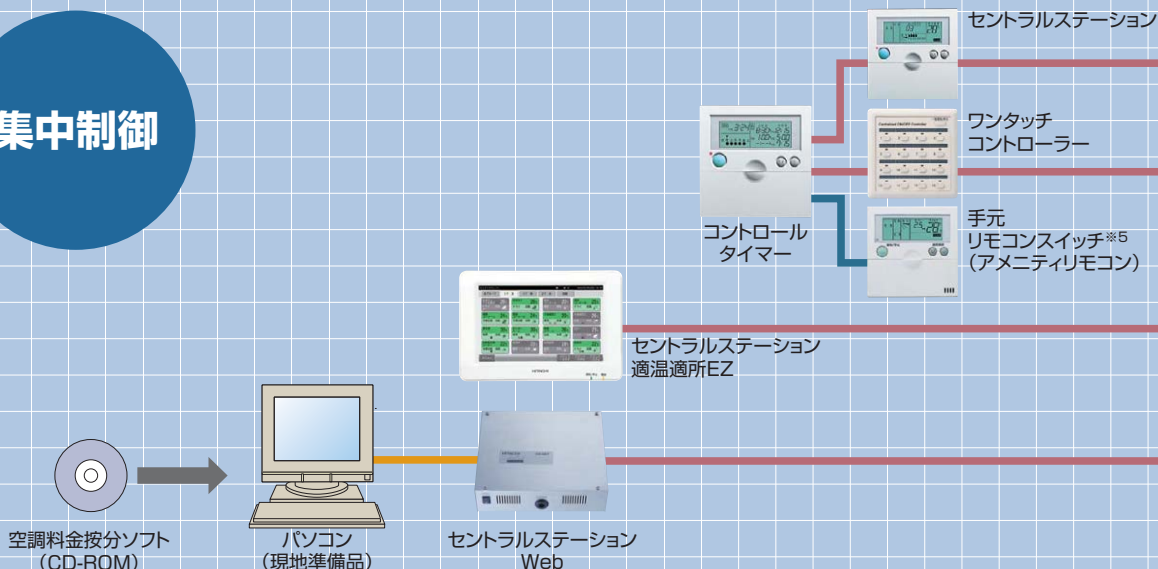 集中制御
セントラルステーション
ワンタッチ
コントローラー
コントロール
タイマー
手元
リモコンスイッチ※5
（アメニティリモコン）
セントラルステーション
適温適所EZ
HITACHI
空調料金按分ソフト
（CD-ROM）
パソコン
（現地準備品）
セントラルステーション
Web